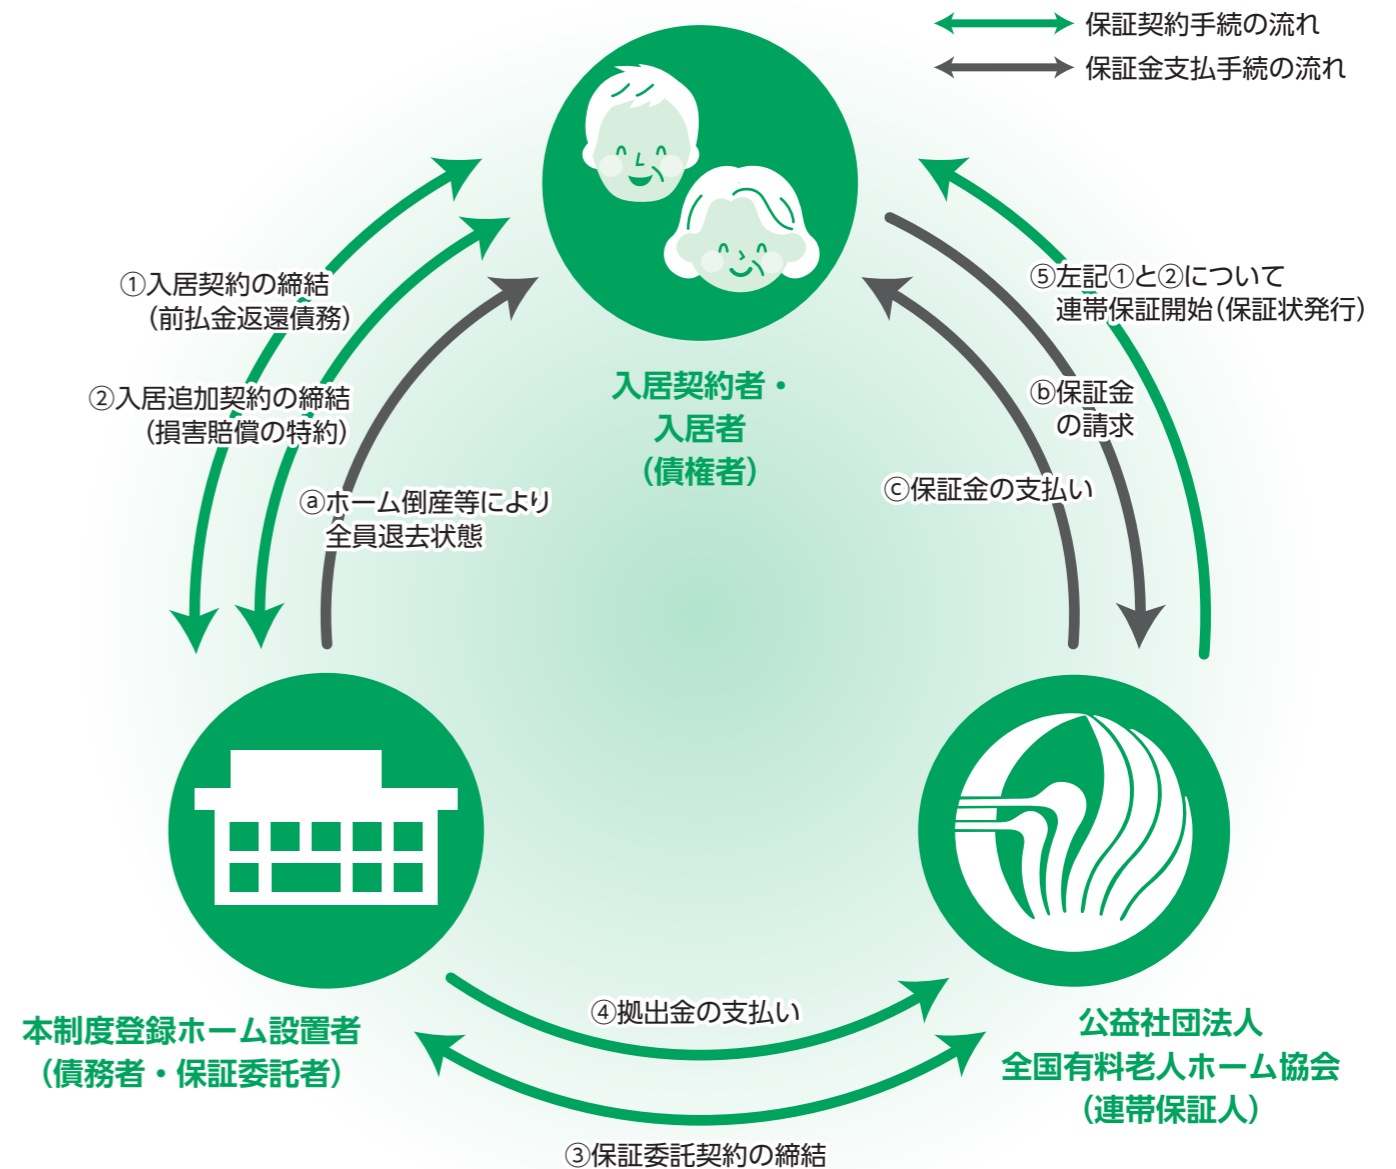 保証契約手続の流れ
保証金支払手続の流れ
①入居契約の締結
（前払金返還債務）
②入居追加契約の締結
（損害賠償の特約）
ⓐホーム倒産等により
全員退去状態
入居契約者・
入居者
（債権者）
⑤左記①と②について
連帯保証開始（保証状発行）
ⓑ保証金
の請求
ⓒ保証金の支払い
本制度登録ホーム設置者
（債務者・保証委託者）
④拠出金の支払い
③保証委託契約の締結
公益社団法人
全国有料老人ホーム協会
（連帯保証人）